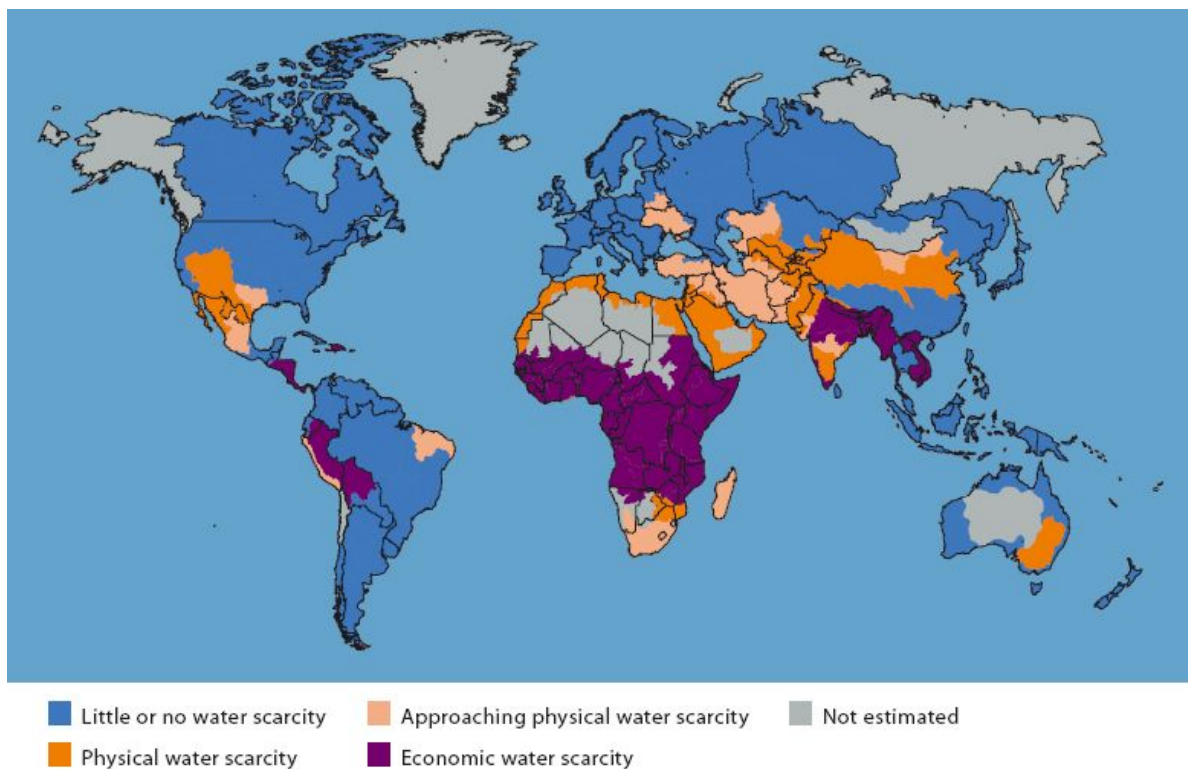 Little or no water scarcity
Approaching physical water scarcity
Not estimated
Physical water scarcity
Economic water scarcity